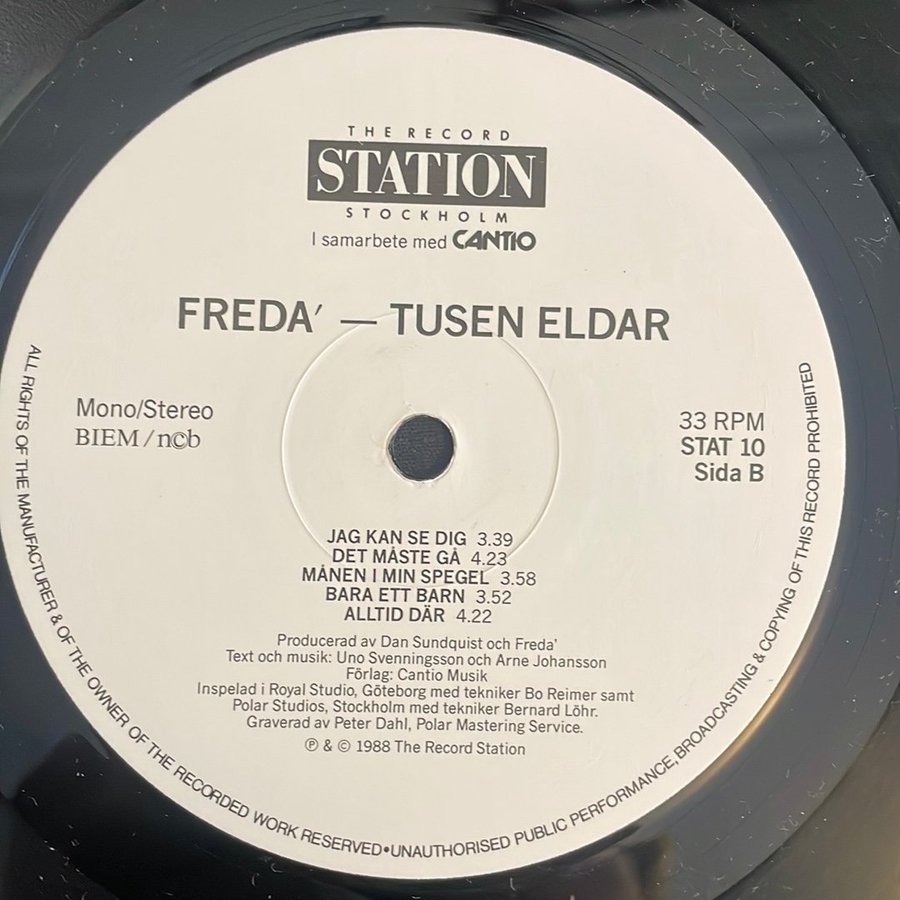 THE RECORD
STATION
STOCKHOLM
I samarbete med CANTIO
FREDA' — TUSEN ELDAR
Mono/Stereo
BIEM/n©b
33 RPM
STAT 10
Sida B
JAG KAN SE DIG 3.39
DET MÅSTE GÅ 4.23
MÅNEN I MIN SPEGEL 3.58
BARA ETT BARN 3.52
ALLTID DÄR 4.22
Producerad av Dan Sundquist och Freda'
Text och musik: Uno Svenningsson och Arne Johansson
Förlag: Cantio Musik
Inspelad i Royal Studio, Göteborg med tekniker Bo Reimer samt
Polar Studios, Stockholm med tekniker Bernard Löhr.
Graverad av Peter Dahl, Polar Mastering Service.
℗ & © 1988 The Record Station
ALL RIGHTS OF THE MANUFACTURER & OF THE OWNER OF THE RECORDED WORK RESERVED•UNAUTHORISED PUBLIC PERFORMANCE, BROADCASTING & COPYING OF THIS RECORD PROHIBITED